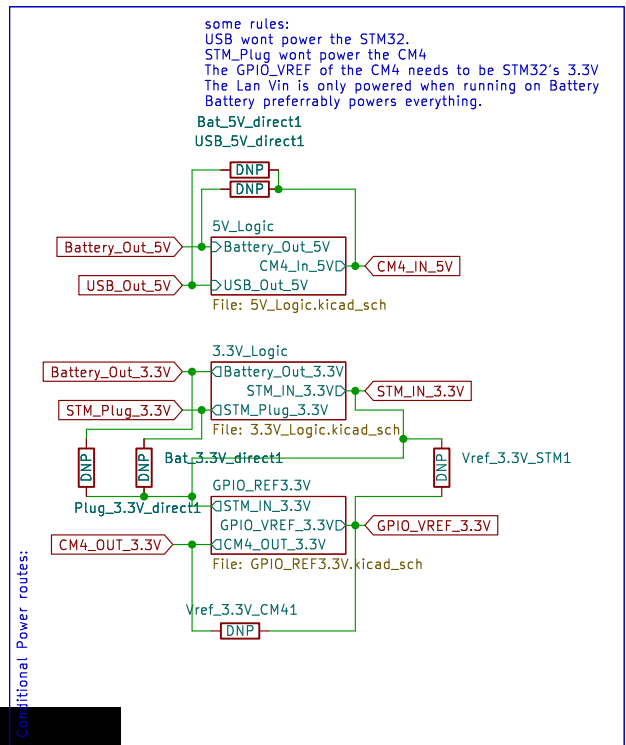 some rules:
USB wont power the STM32.
STM_Plug wont power the CM4
The GPIO_VREF of the CM4 needs to be STM32's 3.3V
The Lan Vin is only powered when running on Battery
Battery preferrably powers everything.
Bat_5V_direct1
USB_5V_direct1
DNP
DNP
5V_Logic
Battery_Out_5V
Battery_Out_5V
CM4_In_5V
CM4_IN_5V
USB_Out_5V
USB_Out_5V
File: 5V_Logic.kicad_sch
3.3V_Logic
Battery_Out_3.3V
Battery_Out_3.3V
STM_IN_3.3V
STM_IN_3.3V
STM_Plug_3.3V
STM_Plug_3.3V
File: 3.3V_Logic.kicad_sch
DNP
DNP
Bat_3.3V_direct1
DNP
Vref_3.3V_STM1
Plug_3.3V_direct1
GPIO_REF3.3V
STM_IN_3.3V
GPIO_VREF_3.3V
GPIO_VREF_3.3V
CM4_OUT_3.3V
CM4_OUT_3.3V
File: GPIO_REF3.3V.kicad_sch
Vref_3.3V_CM41
DNP
Conditional Power routes: